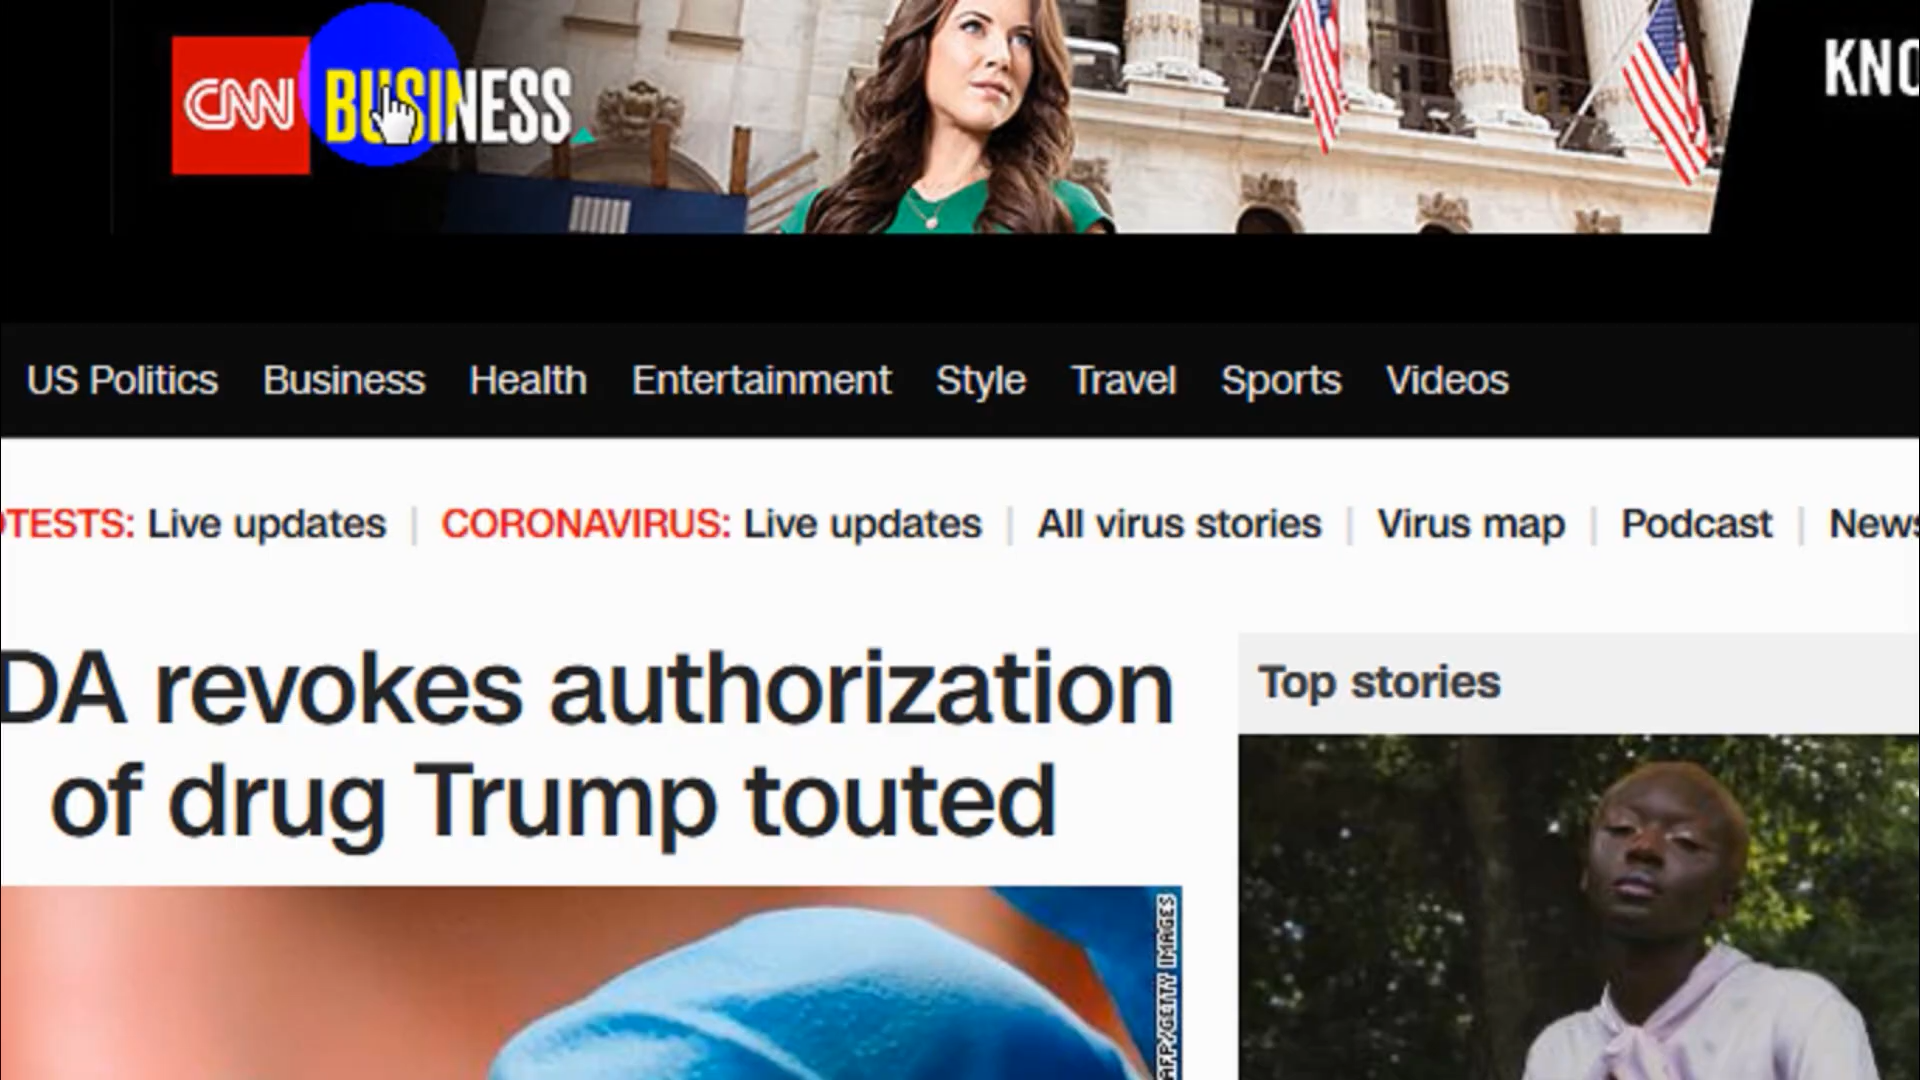 CNN BUSINESS
KNO
US Politics Business Health Entertainment Style Travel Sports Videos
OTESTS: Live updates | CORONAVIRUS: Live updates | All virus stories | Virus map | Podcast | News
DA revokes authorization
of drug Trump touted
Top stories
AFP/GETTY IMAGES